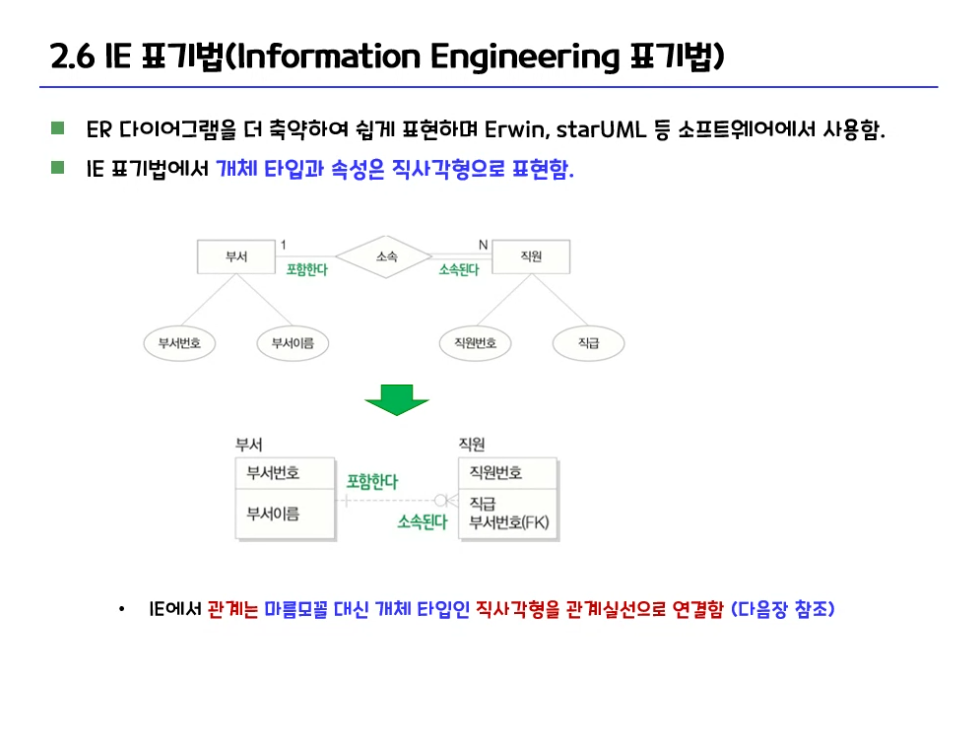 2.6 IE 표기법(Information Engineering 표기법)
ER 다이어그램을 더 축약하여 쉽게 표현하며 Erwin, starUML 등 소프트웨어에서 사용함.
IE 표기법에서 개체 타입과 속성은 직사각형으로 표현함.
부서 1 소속 N 직원
포함한다 소속된다
부서번호 부서이름 직원번호 직급
부서 직원
부서번호 직원번호
포함한다
부서이름 직급
소속된다 부서번호(FK)
• IE에서 관계는 마름모꼴 대신 개체 타입인 직사각형을 관계실선으로 연결함 (다음장 참조)